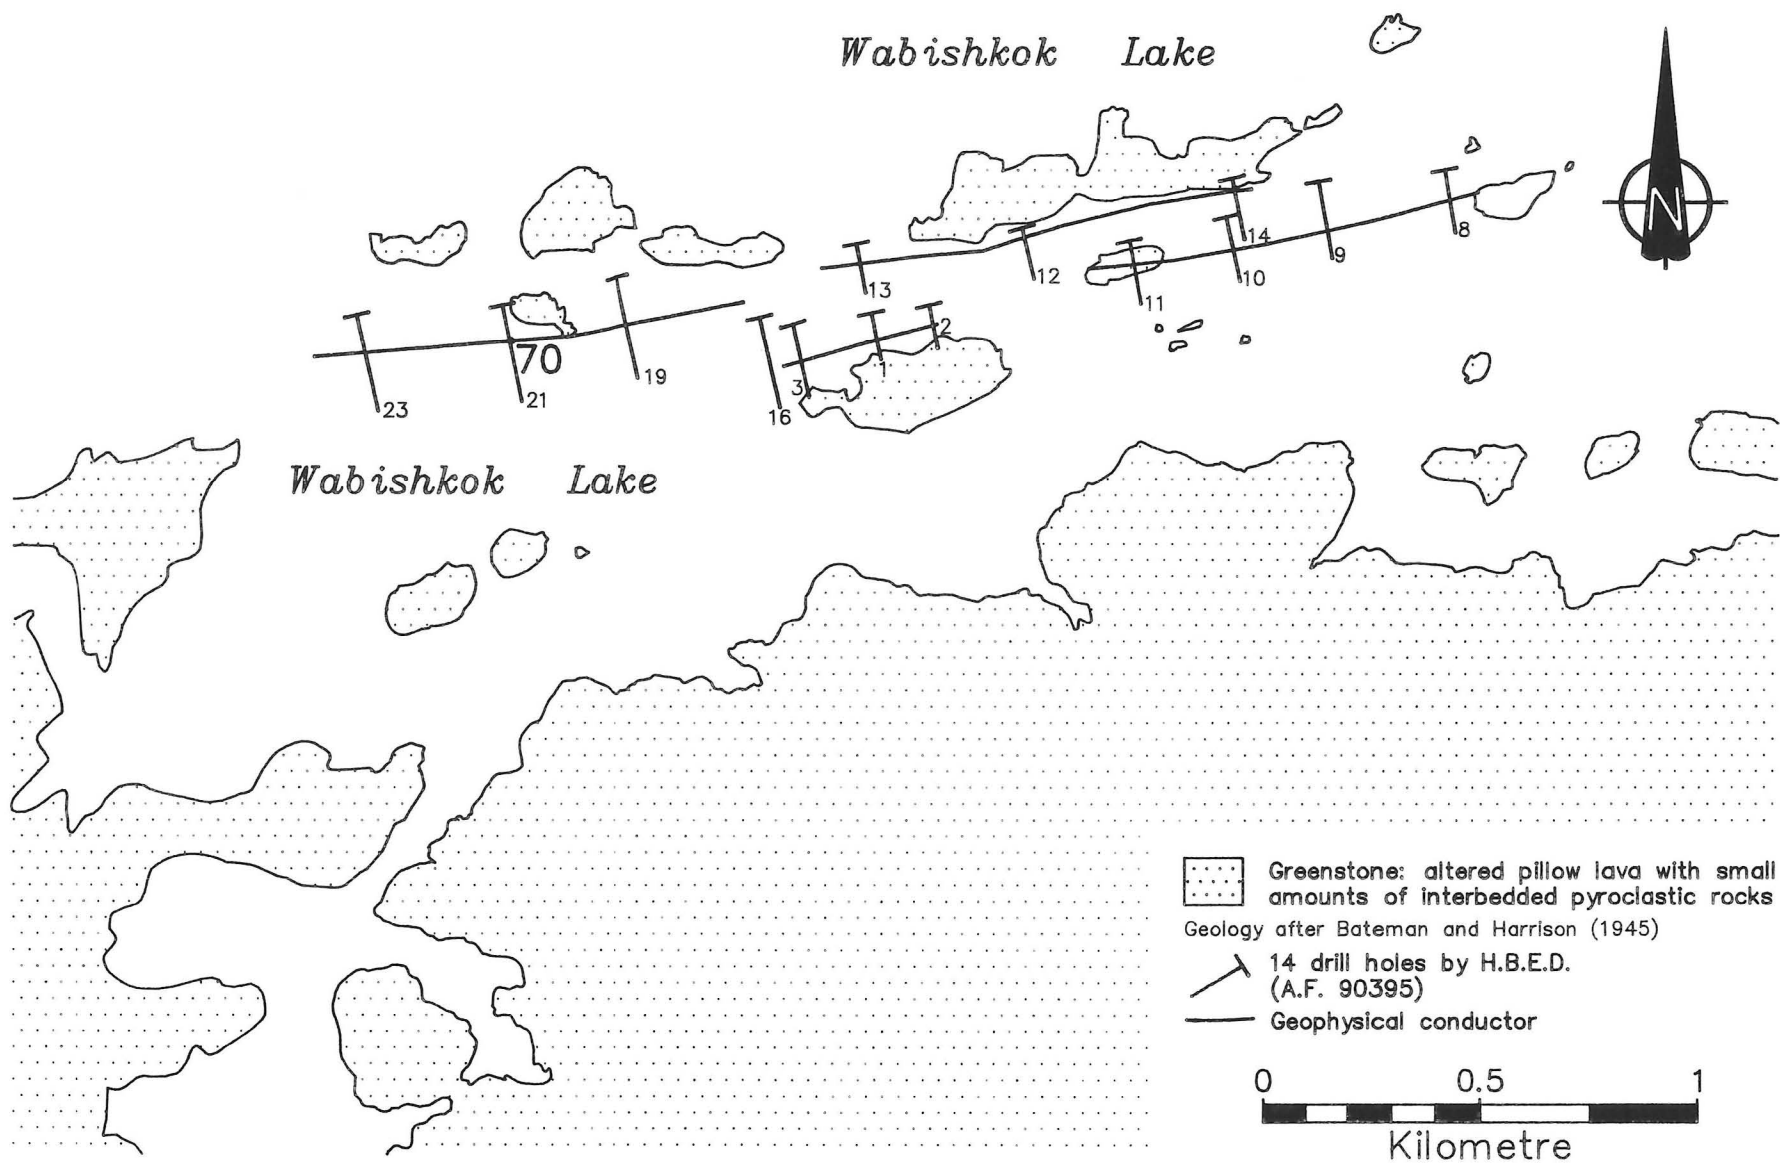 Wabishkok Lake
N
14
8
9
12
10
13
11
2
1
70
19
3
23
21
16
Wabishkok Lake
Greenstone: altered pillow lava with small
amounts of interbedded pyroclastic rocks
Geology after Bateman and Harrison (1945)
14 drill holes by H.B.E.D.
(A.F. 90395)
Geophysical conductor
0 0.5 1
Kilometre